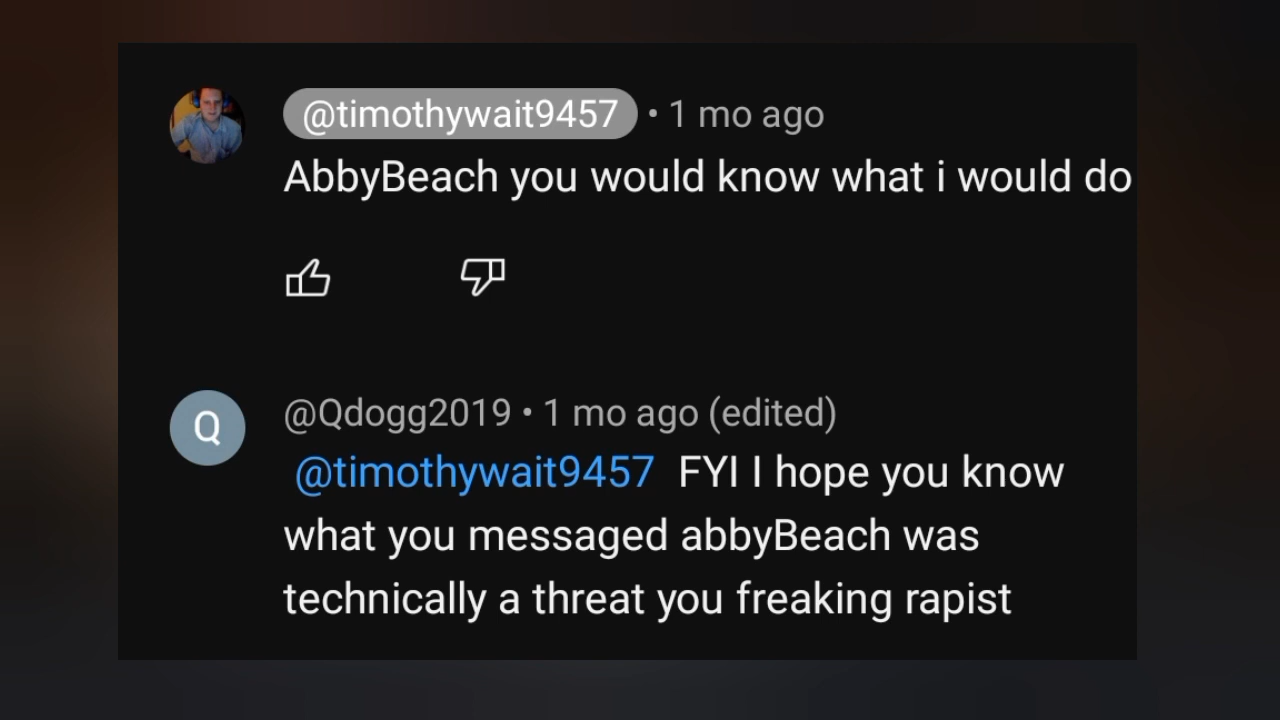 @timothywait9457 • 1 mo ago
AbbyBeach you would know what i would do
Q
@Qdogg2019 • 1 mo ago (edited)
@timothywait9457 FYI I hope you know
what you messaged abbyBeach was
technically a threat you freaking rapist